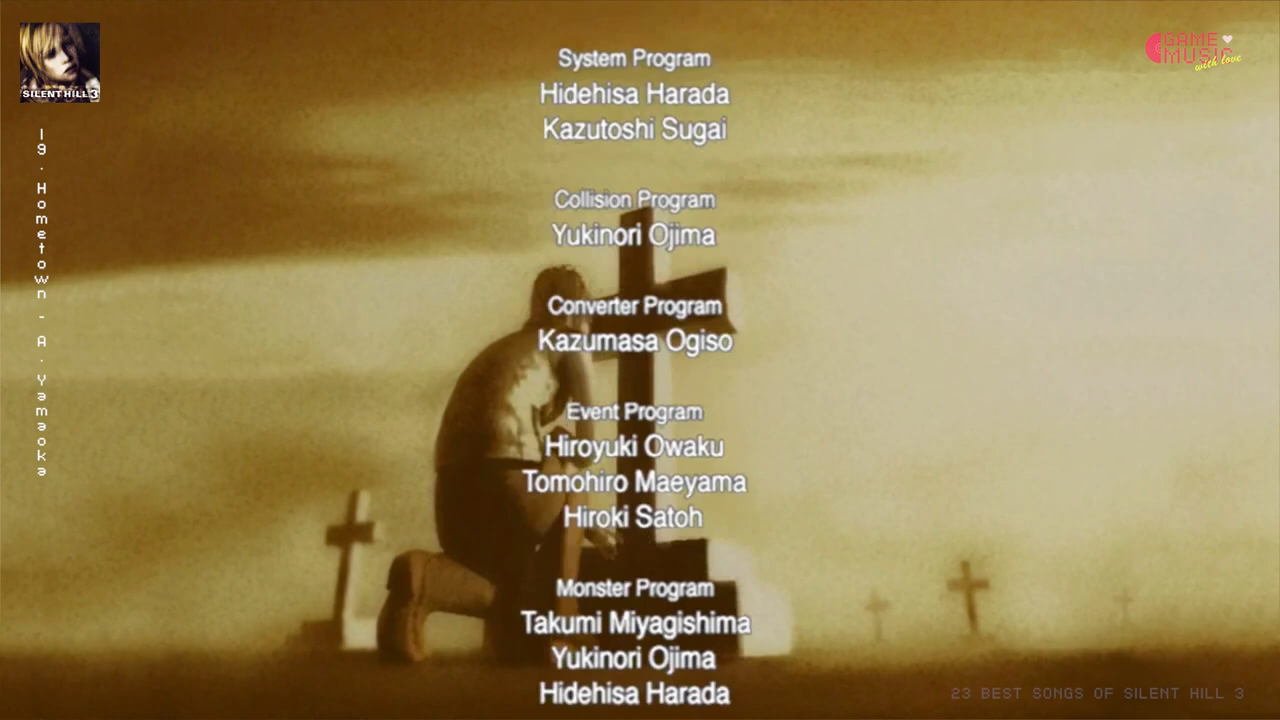 SILENT HILL 3
GAME
MUSIC
with love
19. Hometown - A. Yamaoka
System Program
Hidehisa Harada
Kazutoshi Sugai
Collision Program
Yukinori Ojima
Converter Program
Kazumasa Ogiso
Event Program
Hiroyuki Owaku
Tomohiro Maeyama
Hiroki Satoh
Monster Program
Takumi Miyagishima
Yukinori Ojima
Hidehisa Harada
23 BEST SONGS OF SILENT HILL 3